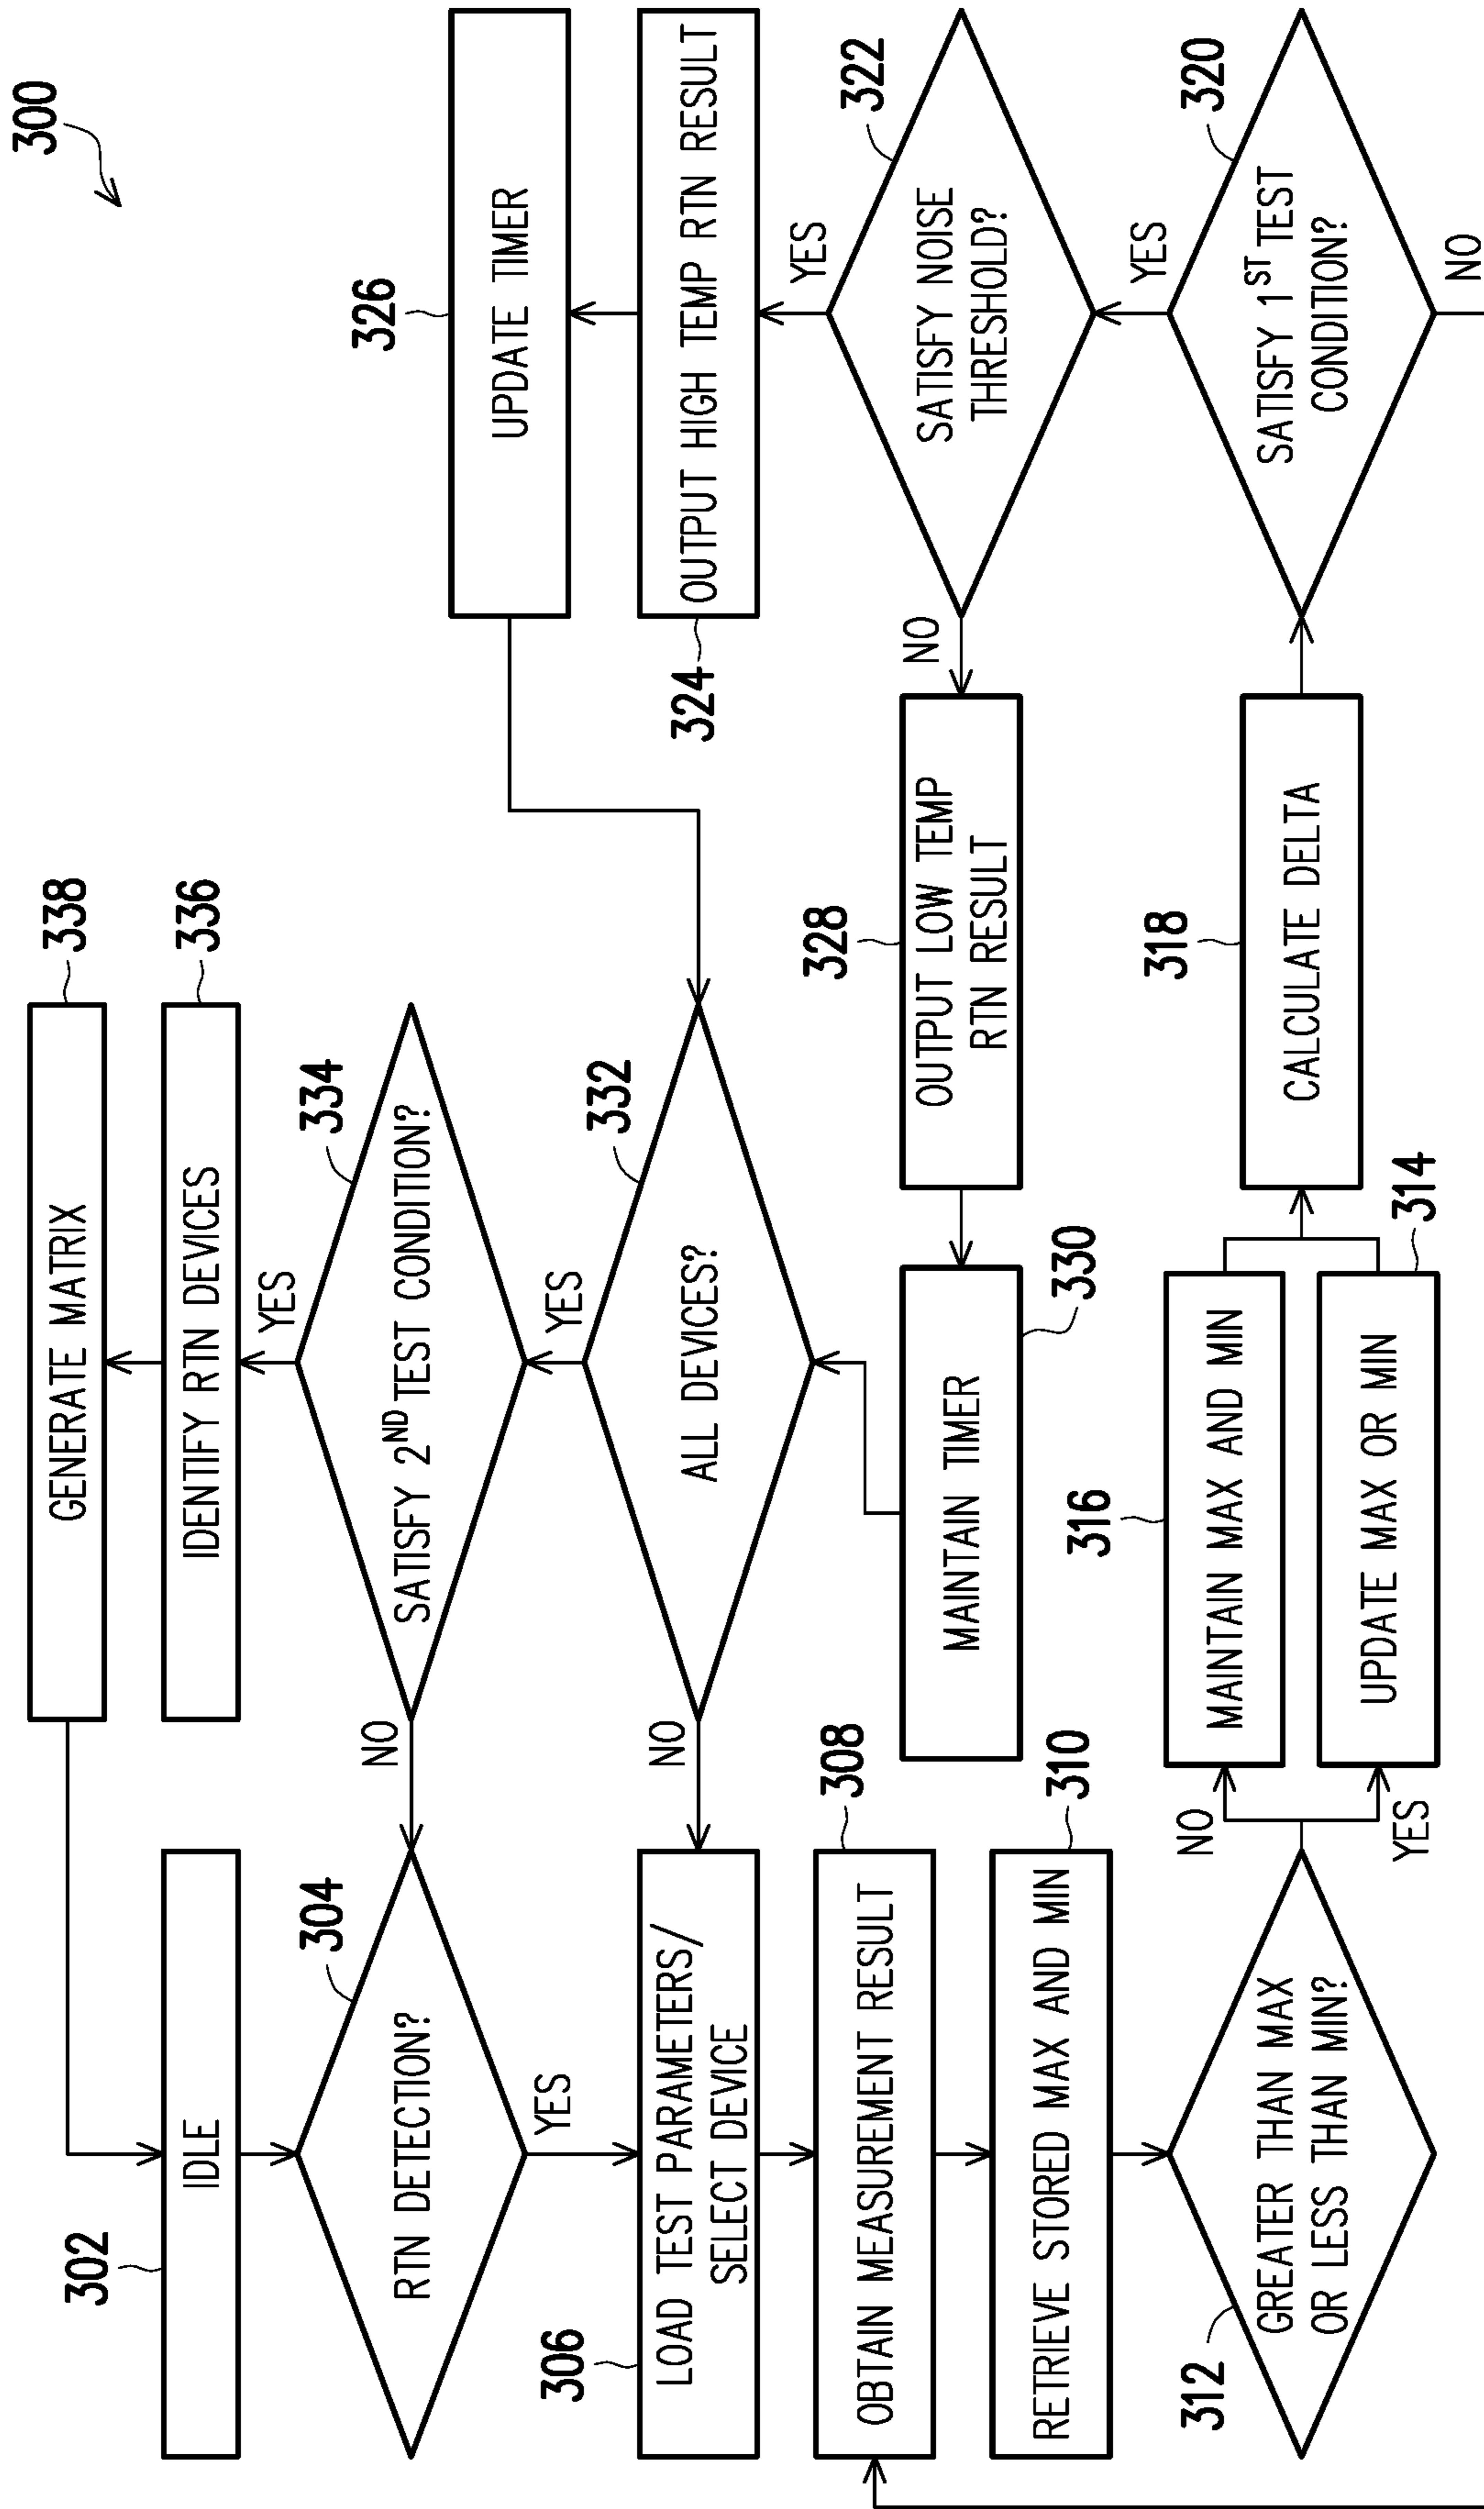 300
302
IDLE
304
RTN DETECTION?
YES
306
LOAD TEST PARAMETERS/
SELECT DEVICE
308
OBTAIN MEASUREMENT RESULT
310
RETRIEVE STORED MAX AND MIN
312
GREATER THAN MAX
OR LESS THAN MIN?
NO
YES
316
MAINTAIN MAX AND MIN
314
UPDATE MAX OR MIN
318
CALCULATE DELTA
320
SATISFY 1ST TEST
CONDITION?
NO
YES
322
SATISFY NOISE
THRESHOLD?
YES
NO
324
OUTPUT HIGH TEMP RTN RESULT
326
UPDATE TIMER
328
OUTPUT LOW TEMP
RTN RESULT
330
MAINTAIN TIMER
332
ALL DEVICES?
NO
YES
334
SATISFY 2ND TEST CONDITION?
NO
YES
336
IDENTIFY RTN DEVICES
338
GENERATE MATRIX